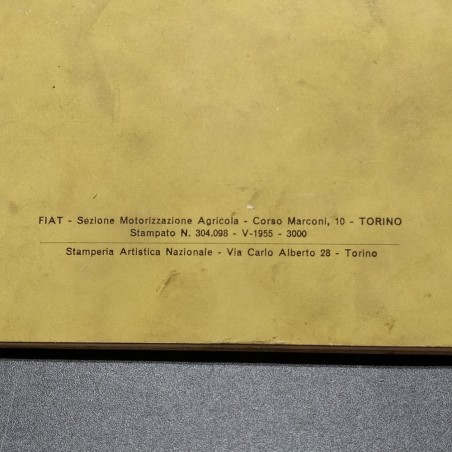 FIAT - Sezione Motorizzazione Agricola - Corso Marconi, 10 - TORINO
Stampato N. 304.098 - V-1955 - 3000
Stamperia Artistica Nazionale - Via Carlo Alberto 28 - Torino